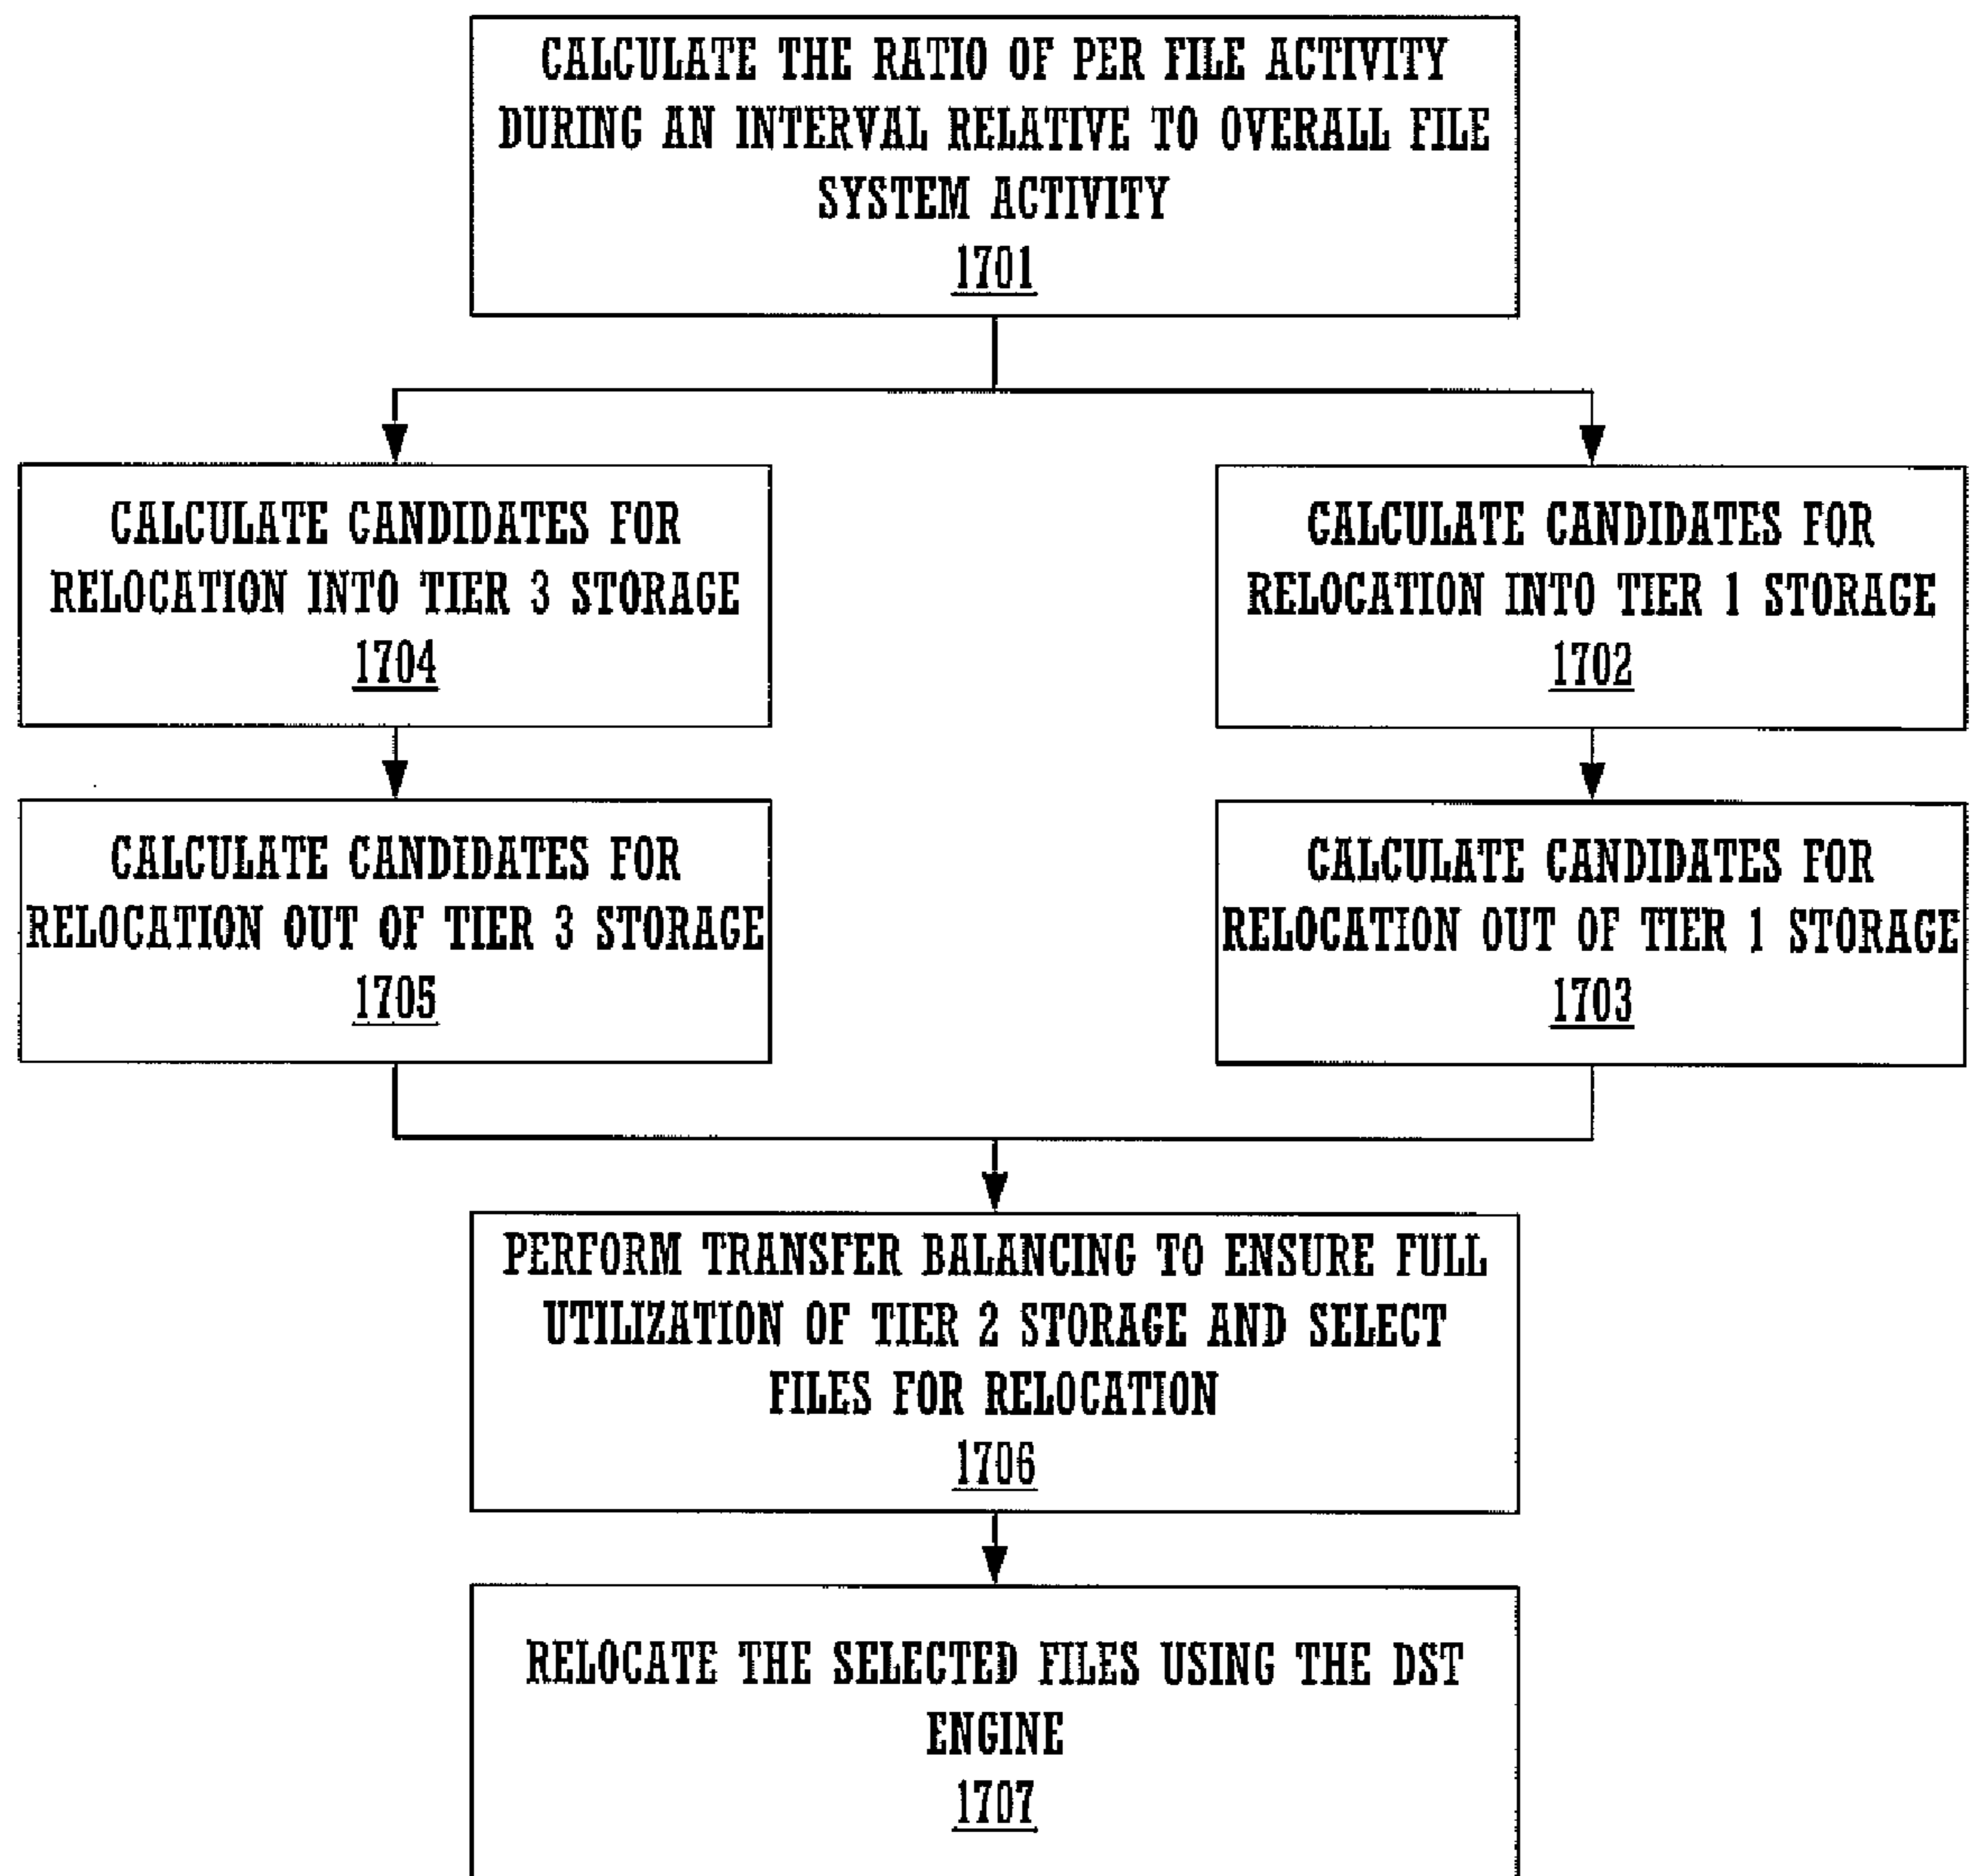 CALCULATE THE RATIO OF PER FILE ACTIVITY
DURING AN INTERVAL RELATIVE TO OVERALL FILE
SYSTEM ACTIVITY
1701
CALCULATE CANDIDATES FOR
RELOCATION INTO TIER 3 STORAGE
1704
CALCULATE CANDIDATES FOR
RELOCATION INTO TIER 1 STORAGE
1702
CALCULATE CANDIDATES FOR
RELOCATION OUT OF TIER 3 STORAGE
1705
CALCULATE CANDIDATES FOR
RELOCATION OUT OF TIER 1 STORAGE
1703
PERFORM TRANSFER BALANCING TO ENSURE FULL
UTILIZATION OF TIER 2 STORAGE AND SELECT
FILES FOR RELOCATION
1706
RELOCATE THE SELECTED FILES USING THE DST
ENGINE
1707